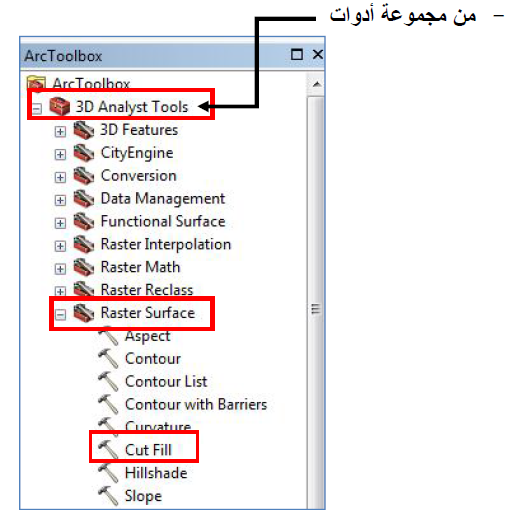 - من مجموعة أدوات
ArcToolbox
ArcToolbox
3D Analyst Tools
3D Features
CityEngine
Conversion
Data Management
Functional Surface
Raster Interpolation
Raster Math
Raster Reclass
Raster Surface
Aspect
Contour
Contour List
Contour with Barriers
Curvature
Cut Fill
Hillshade
Slope